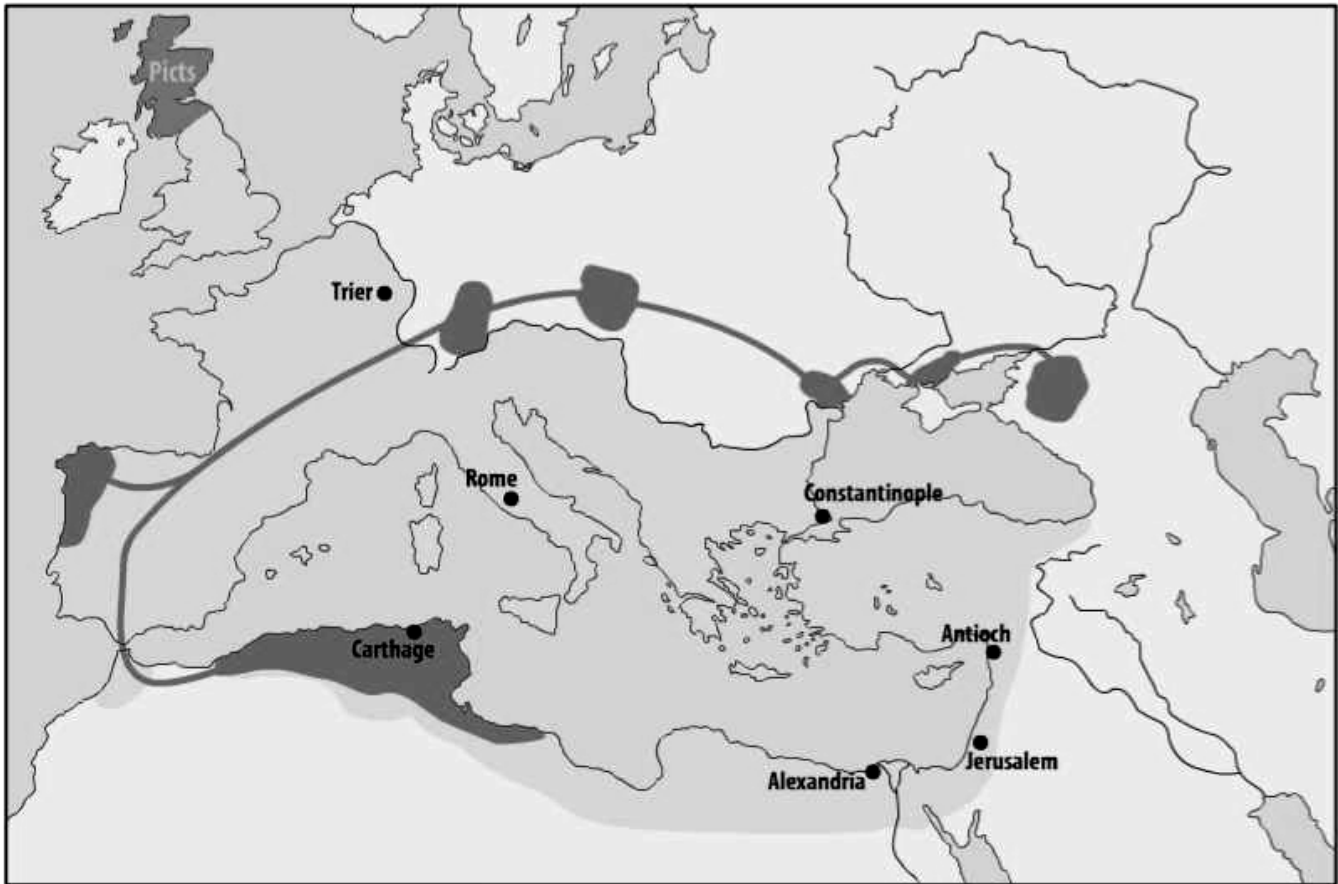 Picts
Trier
Rome
Constantinople
Carthage
Antioch
Jerusalem
Alexandria